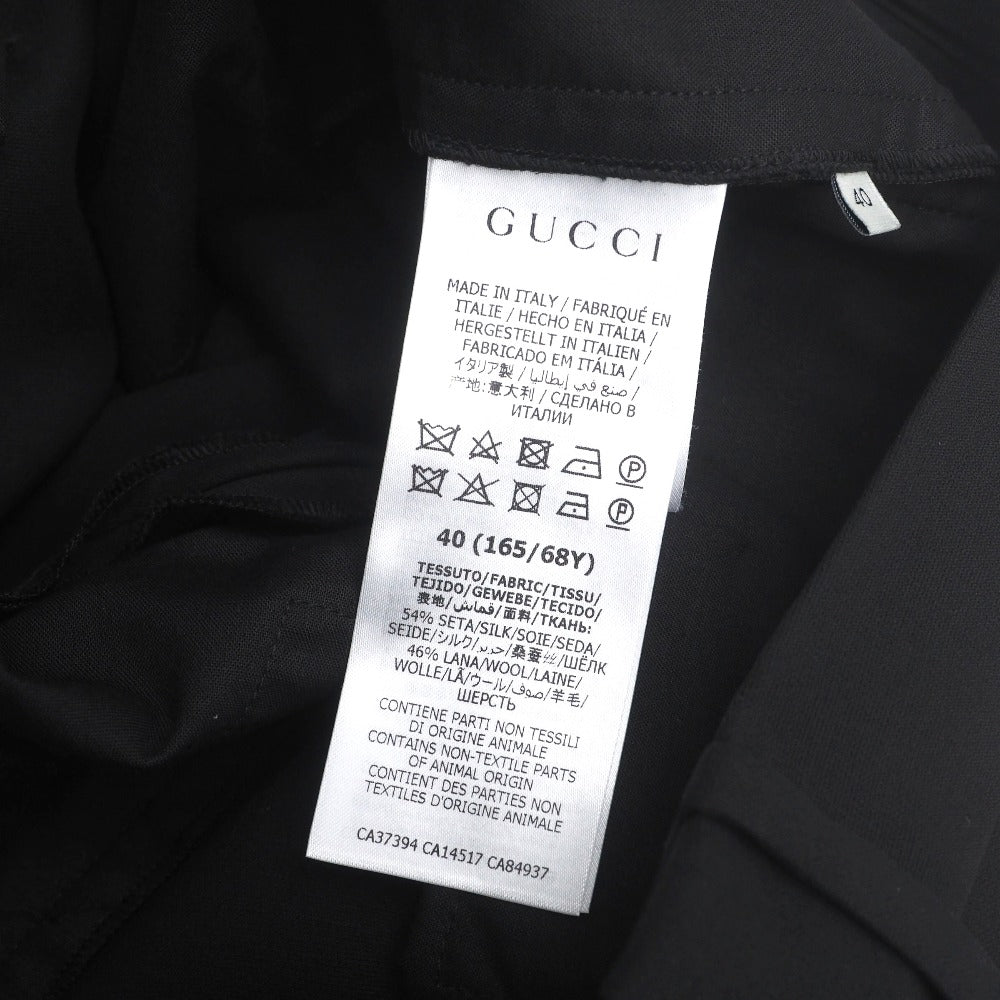 GUCCI
40
MADE IN ITALY / FABRIQUÉ EN
ITALIE / HECHO EN ITALIA /
HERGESTELLT IN ITALIEN /
FABRICADO EM ITÁLIA /
イタリア製 / صنع في إيطاليا /
产地:意大利 / СДЕЛАНО В
ИТАЛИИ
P
P
40 (165/68Y)
TESSUTO/FABRIC/TISSU/
TEJIDO/GEWEBE/TECIDO/
表地/قماش/面料/ТКАНЬ:
54% SETA/SILK/SOIE/SEDA/
SEIDE/シルク/حرير/桑蚕丝/ШЁЛК
46% LANA/WOOL/LAINE/
WOLLE/LÃ/ウール/صوف/羊毛/
ШЕРСТЬ
CONTIENE PARTI NON TESSILI
DI ORIGINE ANIMALE
CONTAINS NON-TEXTILE PARTS
OF ANIMAL ORIGIN
CONTIENT DES PARTIES NON
TEXTILES D'ORIGINE ANIMALE
CA37394 CA14517 CA84937